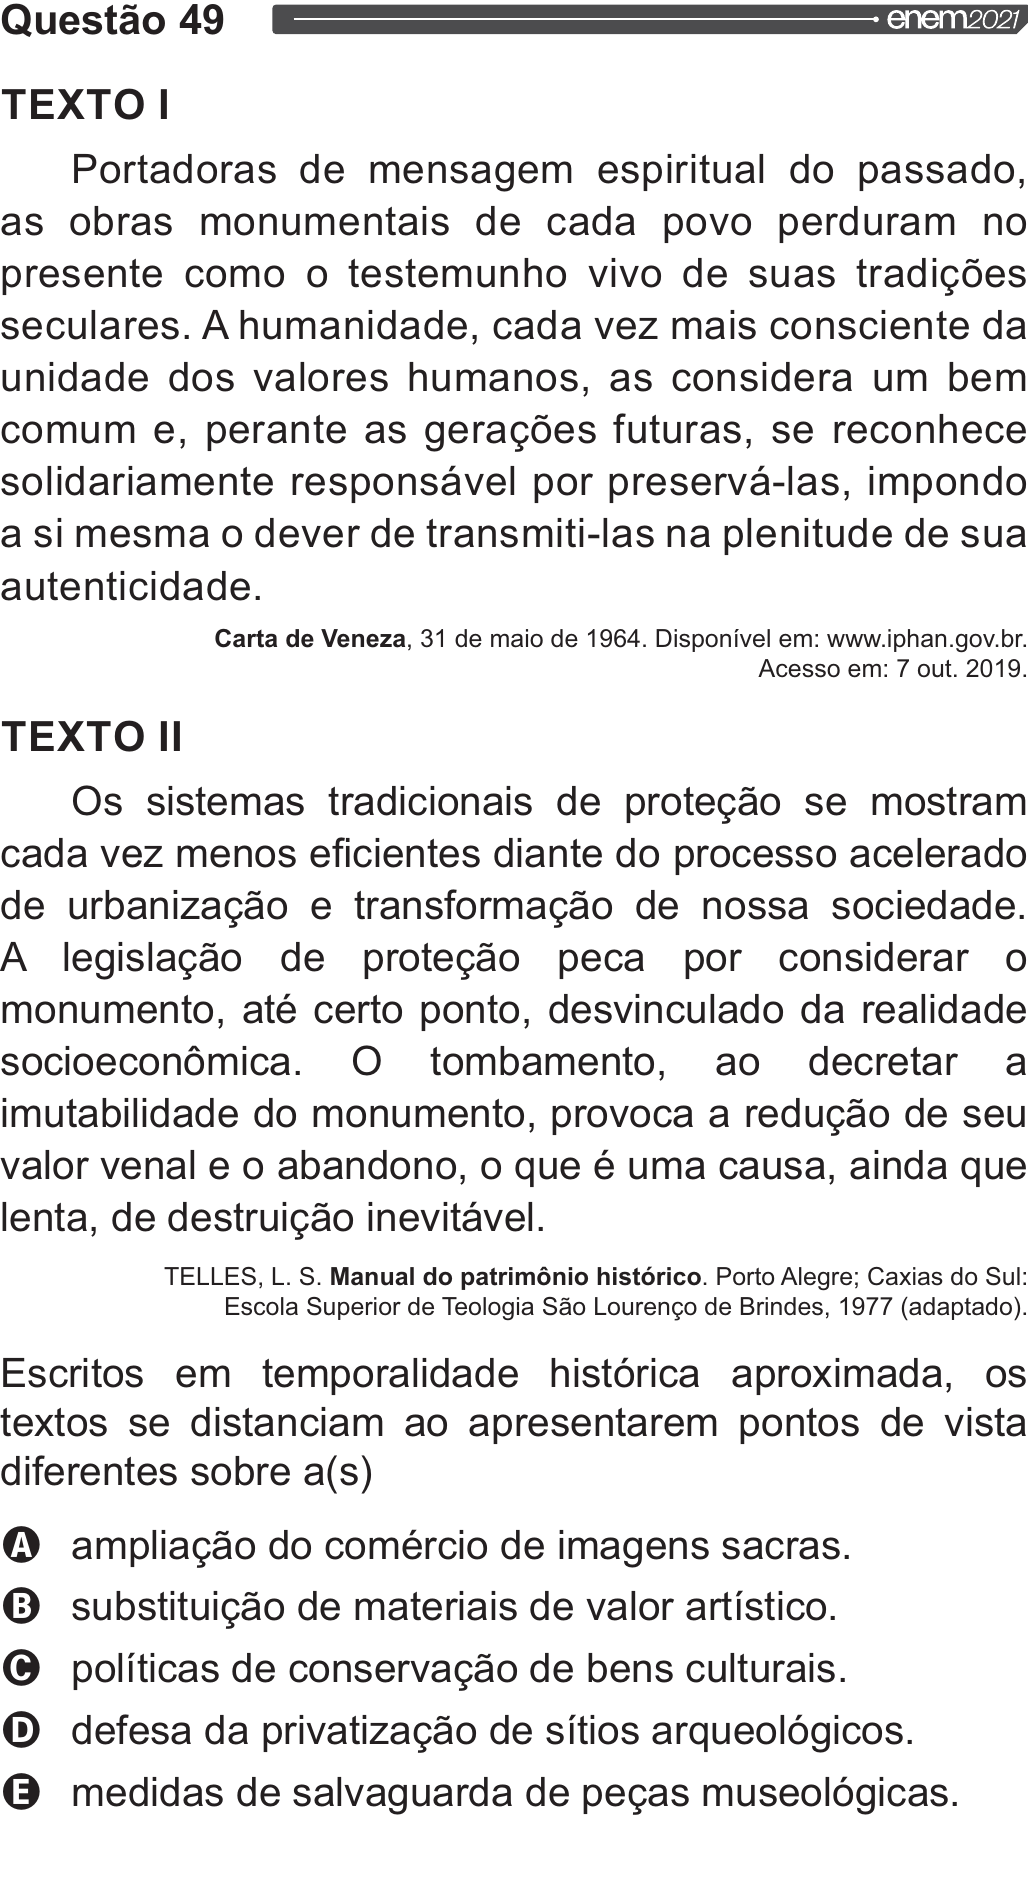 Questão 49
enem2021
TEXTO I
Portadoras de mensagem espiritual do passado,
as obras monumentais de cada povo perduram no
presente como o testemunho vivo de suas tradições
seculares. A humanidade, cada vez mais consciente da
unidade dos valores humanos, as considera um bem
comum e, perante as gerações futuras, se reconhece
solidariamente responsável por preservá-las, impondo
a si mesma o dever de transmiti-las na plenitude de sua
autenticidade.
Carta de Veneza, 31 de maio de 1964. Disponível em: www.iphan.gov.br.
Acesso em: 7 out. 2019.
TEXTO II
Os sistemas tradicionais de proteção se mostram
cada vez menos eficientes diante do processo acelerado
de urbanização e transformação de nossa sociedade.
A legislação de proteção peca por considerar o
monumento, até certo ponto, desvinculado da realidade
socioeconômica. O tombamento, ao decretar a
imutabilidade do monumento, provoca a redução de seu
valor venal e o abandono, o que é uma causa, ainda que
lenta, de destruição inevitável.
TELLES, L. S. Manual do patrimônio histórico. Porto Alegre; Caxias do Sul:
Escola Superior de Teologia São Lourenço de Brindes, 1977 (adaptado).
Escritos em temporalidade histórica aproximada, os
textos se distanciam ao apresentarem pontos de vista
diferentes sobre a(s)
A ampliação do comércio de imagens sacras.
B substituição de materiais de valor artístico.
C políticas de conservação de bens culturais.
D defesa da privatização de sítios arqueológicos.
E medidas de salvaguarda de peças museológicas.